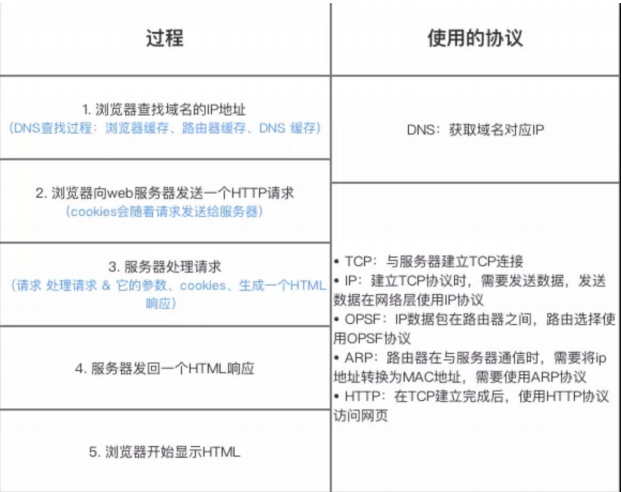 过程
使用的协议
1. 浏览器查找域名的IP地址
（DNS查找过程：浏览器缓存、路由器缓存、DNS 缓存）
DNS：获取域名对应IP
2. 浏览器向web服务器发送一个HTTP请求
（cookies会随着请求发送给服务器）
3. 服务器处理请求
（请求 处理请求 & 它的参数、cookies、生成一个HTML
响应）
4. 服务器发回一个HTML响应
5. 浏览器开始显示HTML
• TCP：与服务器建立TCP连接
• IP：建立TCP协议时，需要发送数据，发送
数据在网络层使用IP协议
• OPSF：IP数据包在路由器之间，路由选择使
用OPSF协议
• ARP：路由器在与服务器通信时，需要将ip
地址转换为MAC地址，需要使用ARP协议
• HTTP：在TCP建立完成后，使用HTTP协议
访问网页